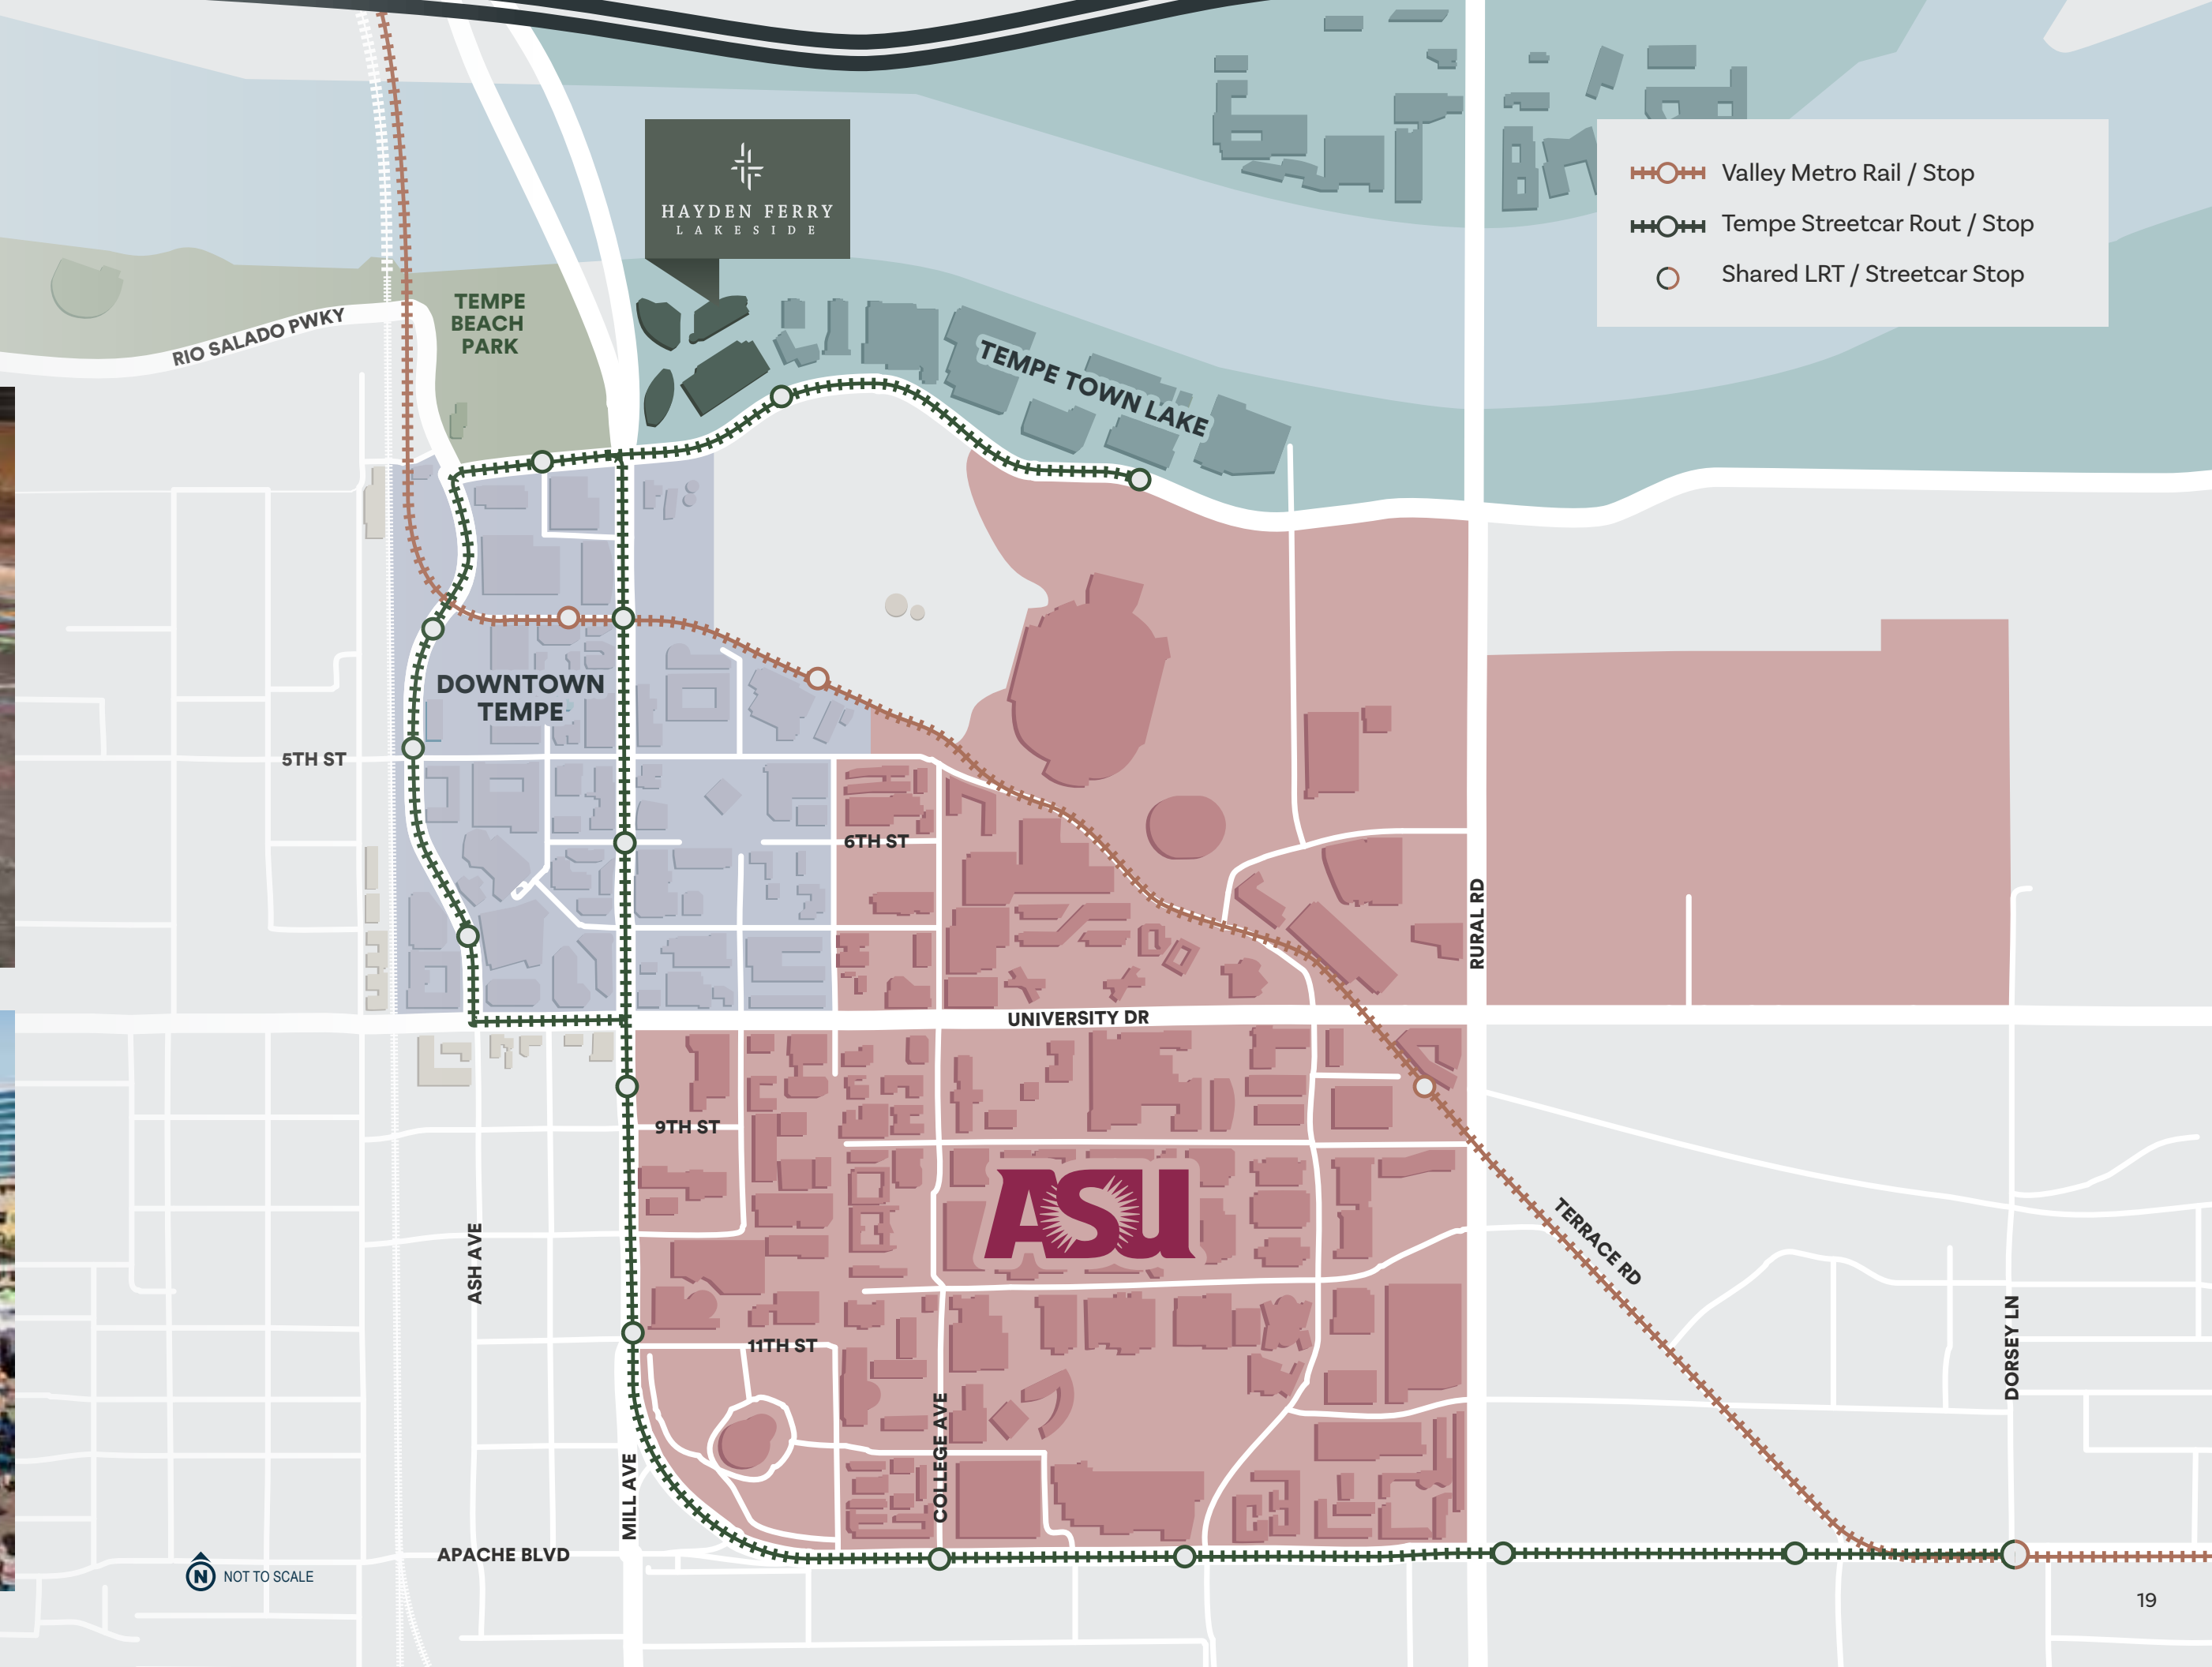 HAYDEN FERRY
LAKESIDE
Valley Metro Rail / Stop
Tempe Streetcar Rout / Stop
Shared LRT / Streetcar Stop
TEMPE
BEACH
PARK
RIO SALADO PWKY
TEMPE TOWN LAKE
DOWNTOWN
TEMPE
5TH ST
6TH ST
RURAL RD
UNIVERSITY DR
9TH ST
ASU
ASH AVE
TERRACE RD
DORSEY LN
11TH ST
COLLEGE AVE
MILL AVE
APACHE BLVD
N NOT TO SCALE
19